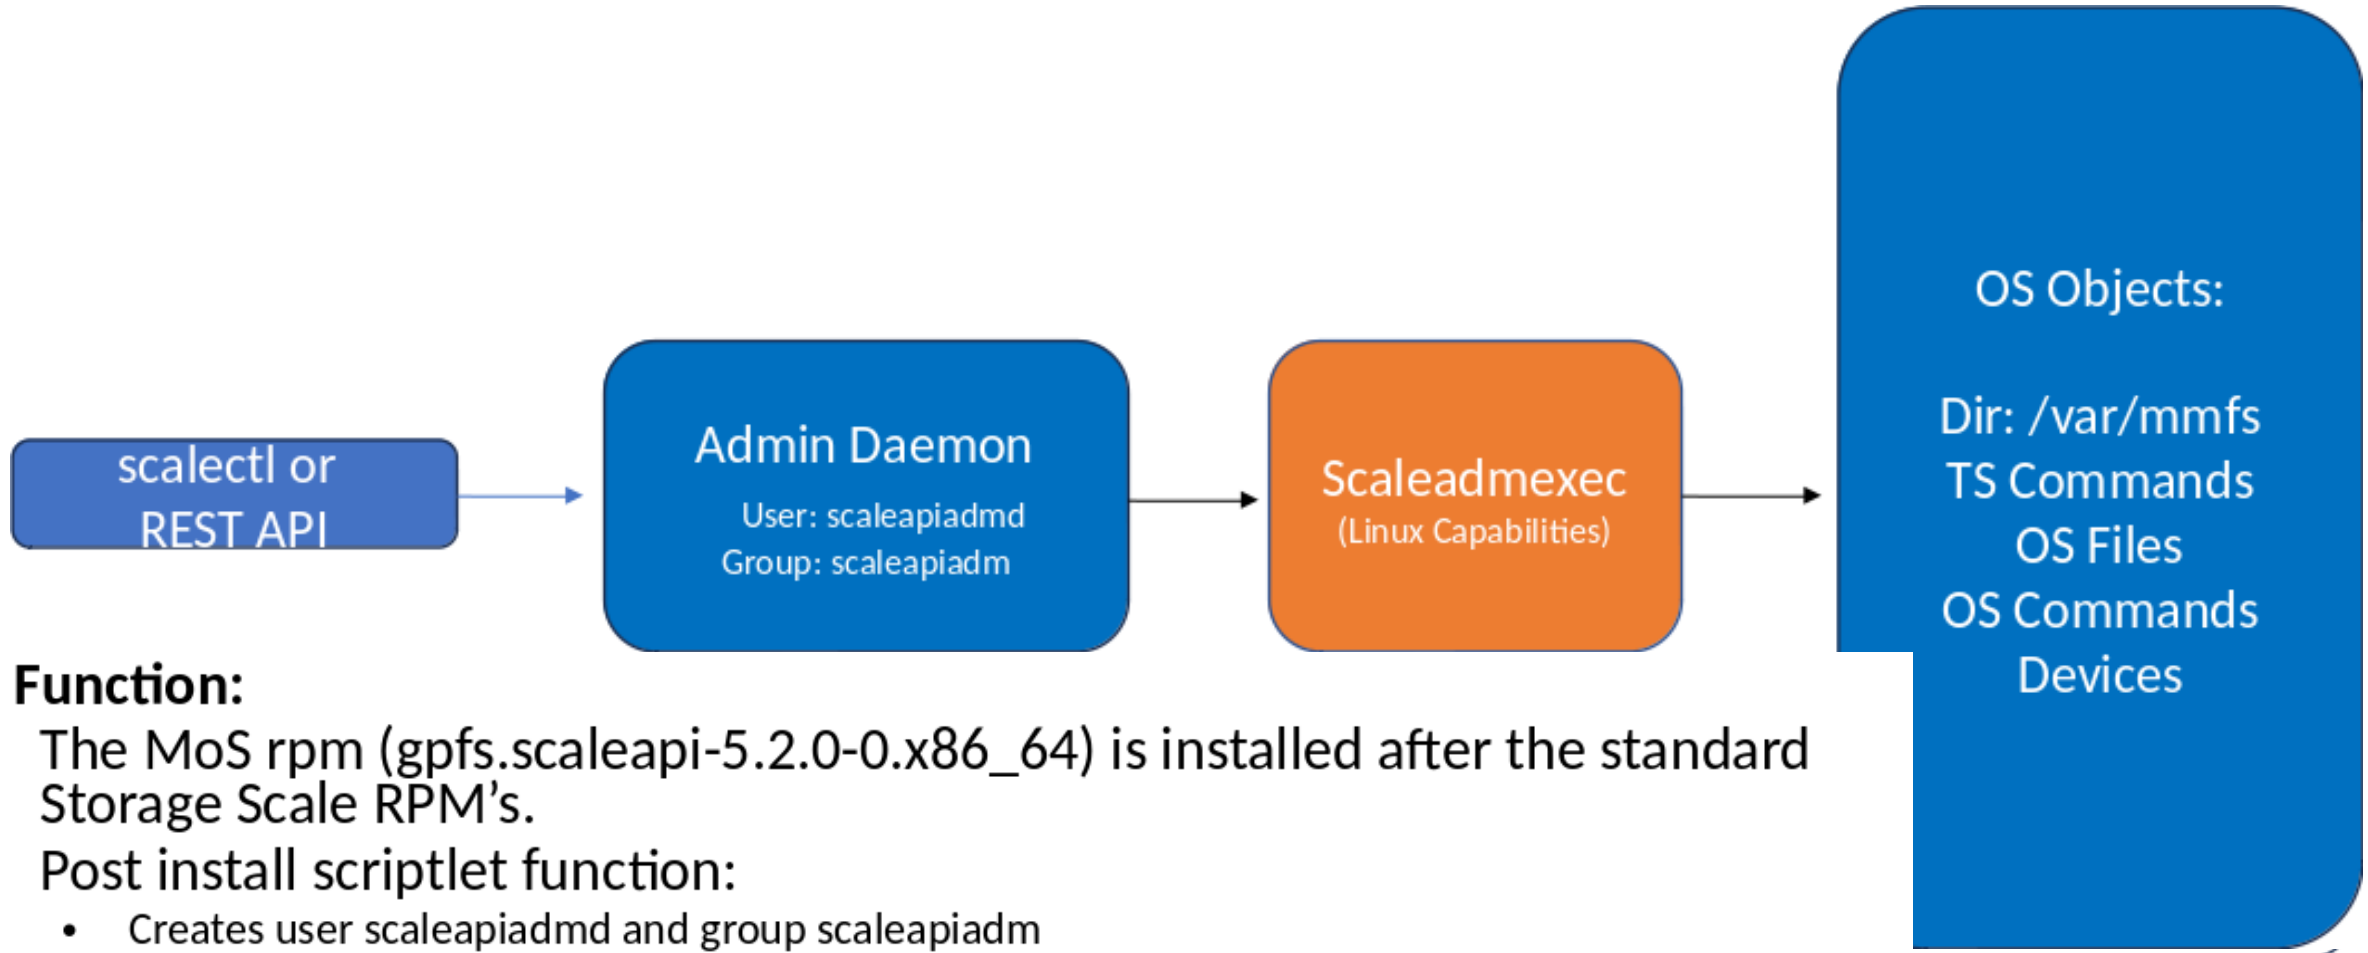 scalectl or
REST API
Admin Daemon
User: scaleapiadmd
Group: scaleapiadm
Scaleadmexec
(Linux Capabilities)
OS Objects:
Dir: /var/mmfs
TS Commands
OS Files
OS Commands
Devices
Function:
The MoS rpm (gpfs.scaleapi-5.2.0-0.x86_64) is installed after the standard
Storage Scale RPM’s.
Post install scriptlet function:
• Creates user scaleapiadmd and group scaleapiadm